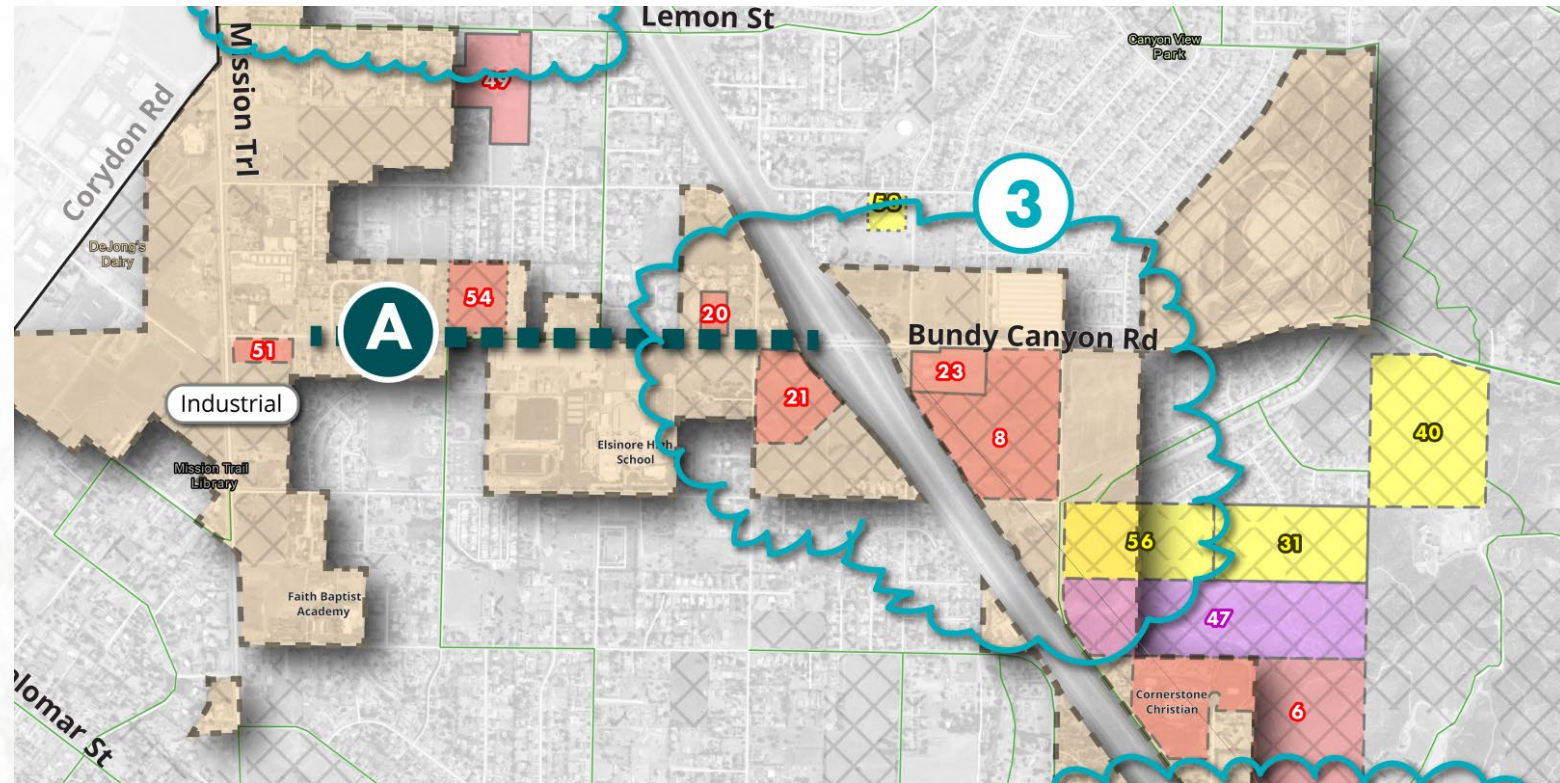 Lemon St
Canyon View
Park
49
Mission Trl
Corydon Rd
58
3
DeJong's
Dairy
54
20
A
Bundy Canyon Rd
51
23
21
Industrial
8
40
Elsinore High
School
Mission Trail
Library
56
31
Faith Baptist
Academy
47
Cornerstone
Christian
6
lomar St